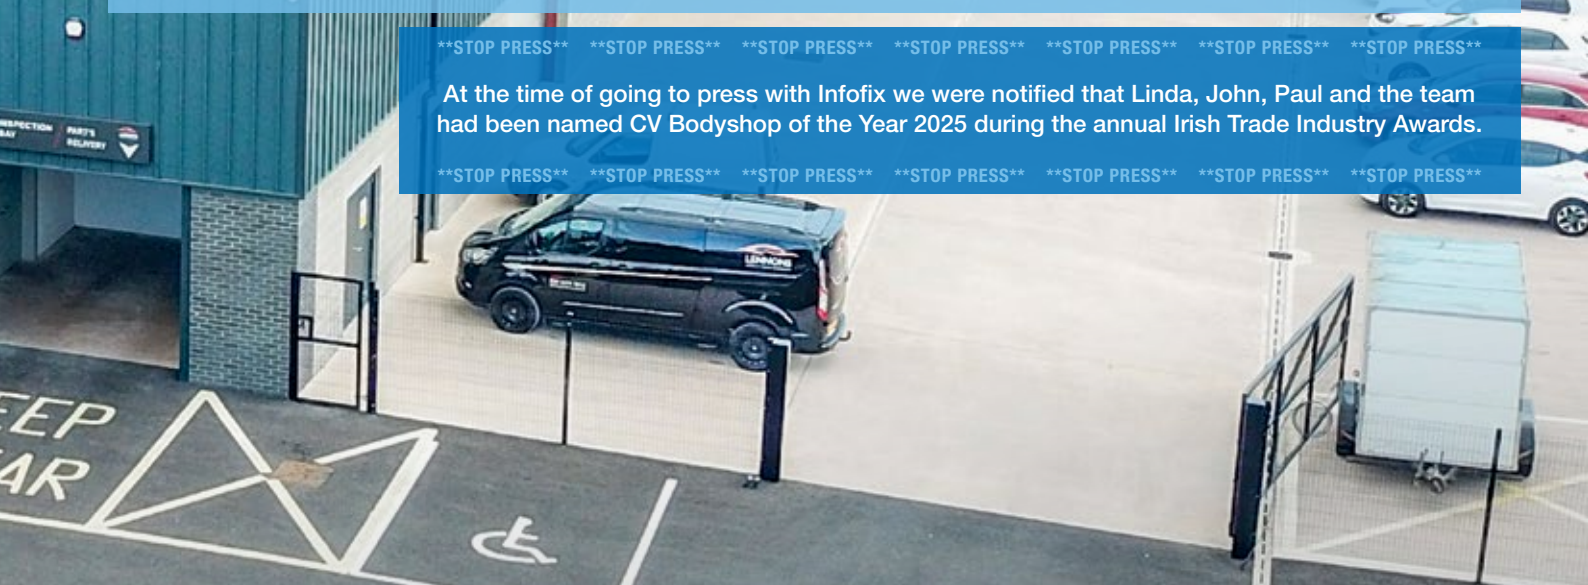 **STOP PRESS** **STOP PRESS** **STOP PRESS** **STOP PRESS** **STOP PRESS** **STOP PRESS** **STOP PRESS**
At the time of going to press with Infofix we were notified that Linda, John, Paul and the team
had been named CV Bodyshop of the Year 2025 during the annual Irish Trade Industry Awards.
**STOP PRESS** **STOP PRESS** **STOP PRESS** **STOP PRESS** **STOP PRESS** **STOP PRESS** **STOP PRESS**
INSPECTION
BAY
PARTS
DELIVERY
LENNONS
EEP
AR